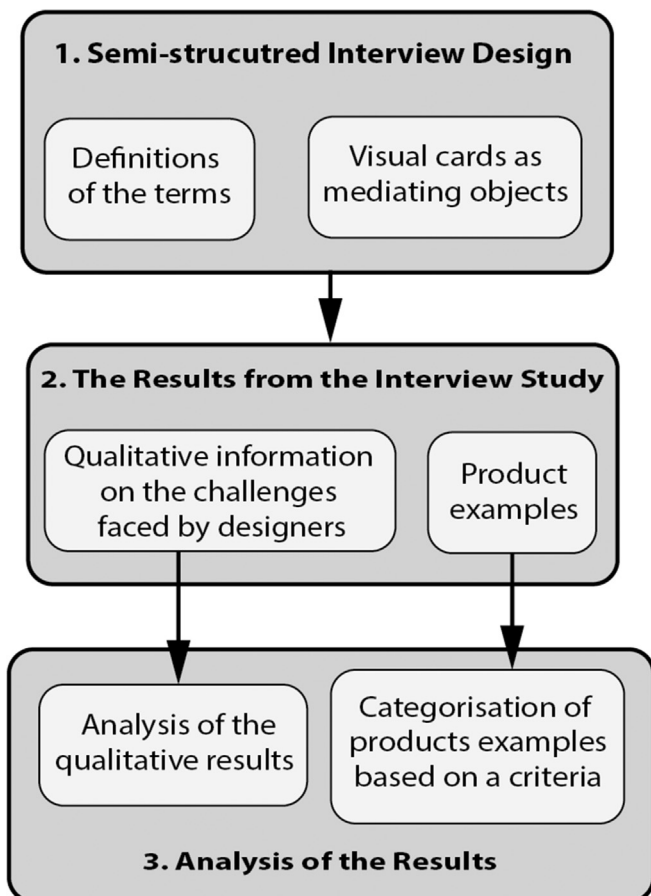 1. Semi-strucutred Interview Design
Definitions
of the terms
Visual cards as
mediating objects
2. The Results from the Interview Study
Qualitative information
on the challenges
faced by designers
Product
examples
Analysis of the
qualitative results
Categorisation of
products examples
based on a criteria
3. Analysis of the Results